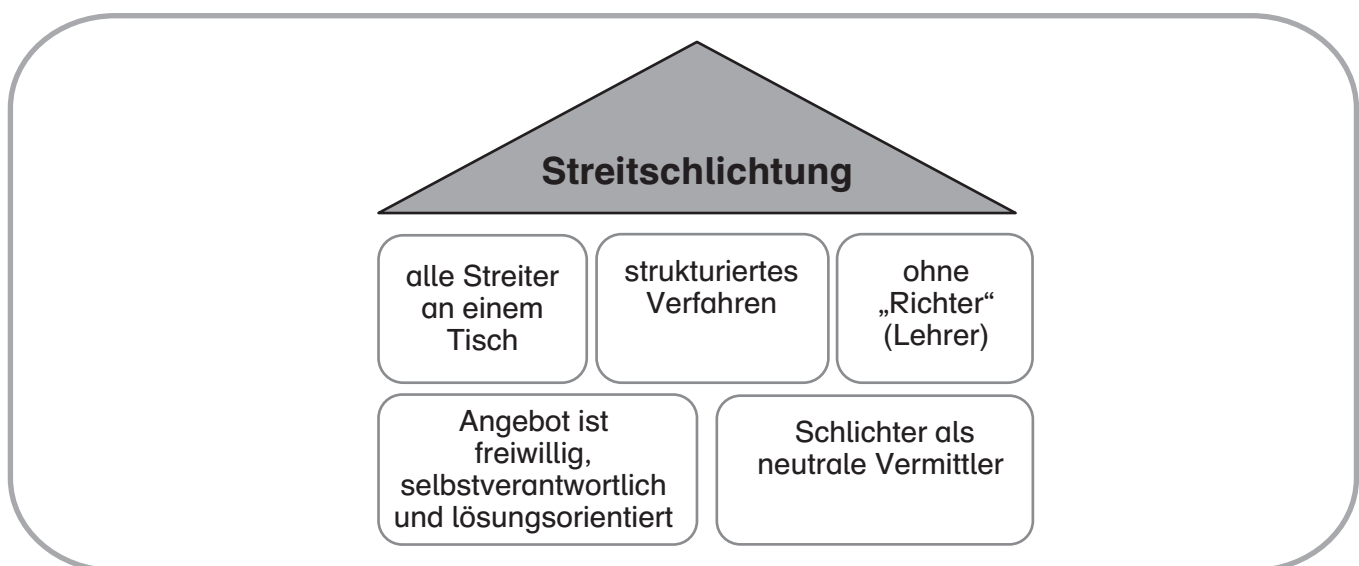 Streitschlichtung
alle Streiter
an einem
Tisch
strukturiertes
Verfahren
ohne
„Richter“
(Lehrer)
Angebot ist
freiwillig,
selbstverantwortlich
und lösungsorientiert
Schlichter als
neutrale Vermittler